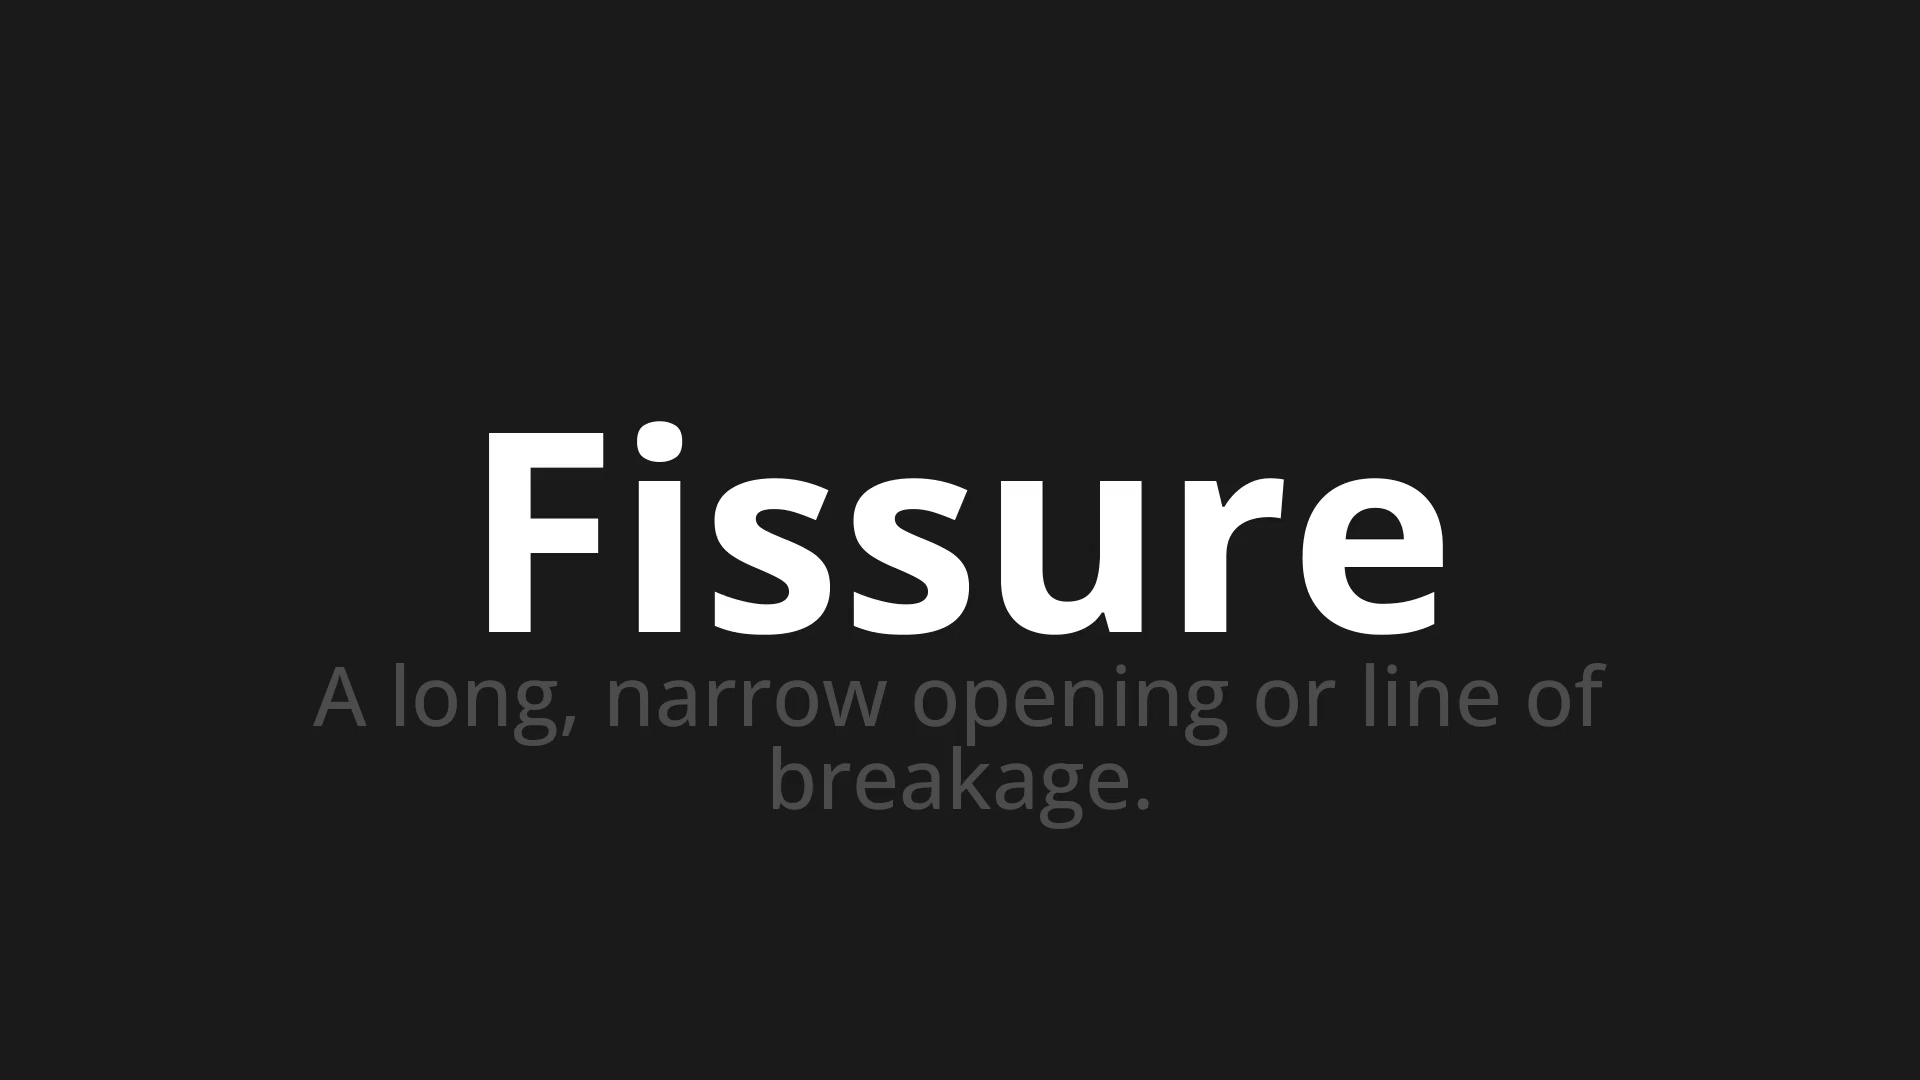 Fissure
A long, narrow opening or line of
breakage.